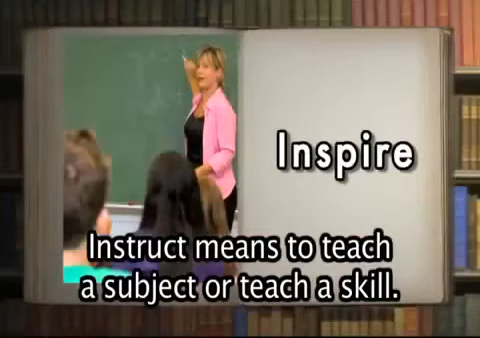 Inspire
Instruct means to teach
a subject or teach a skill.